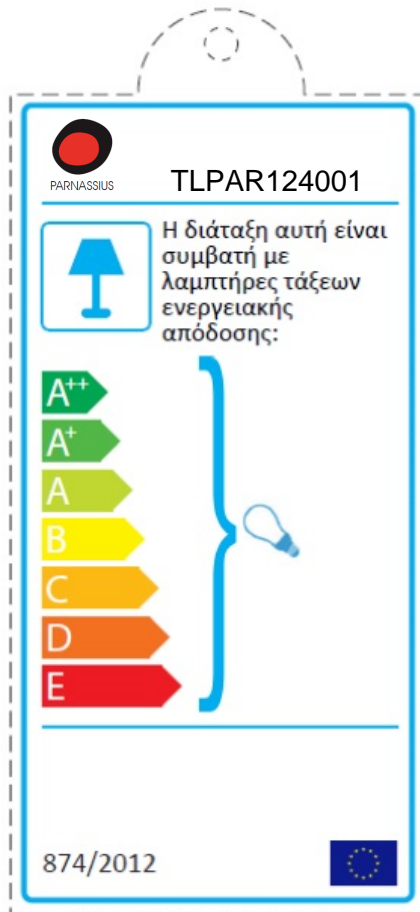 PARNASSIUS
TLPAR124001
Η διάταξη αυτή είναι
συμβατή με
λαμπτήρες τάξεων
ενεργειακής
απόδοσης:
A++
A+
A
B
C
D
E
874/2012